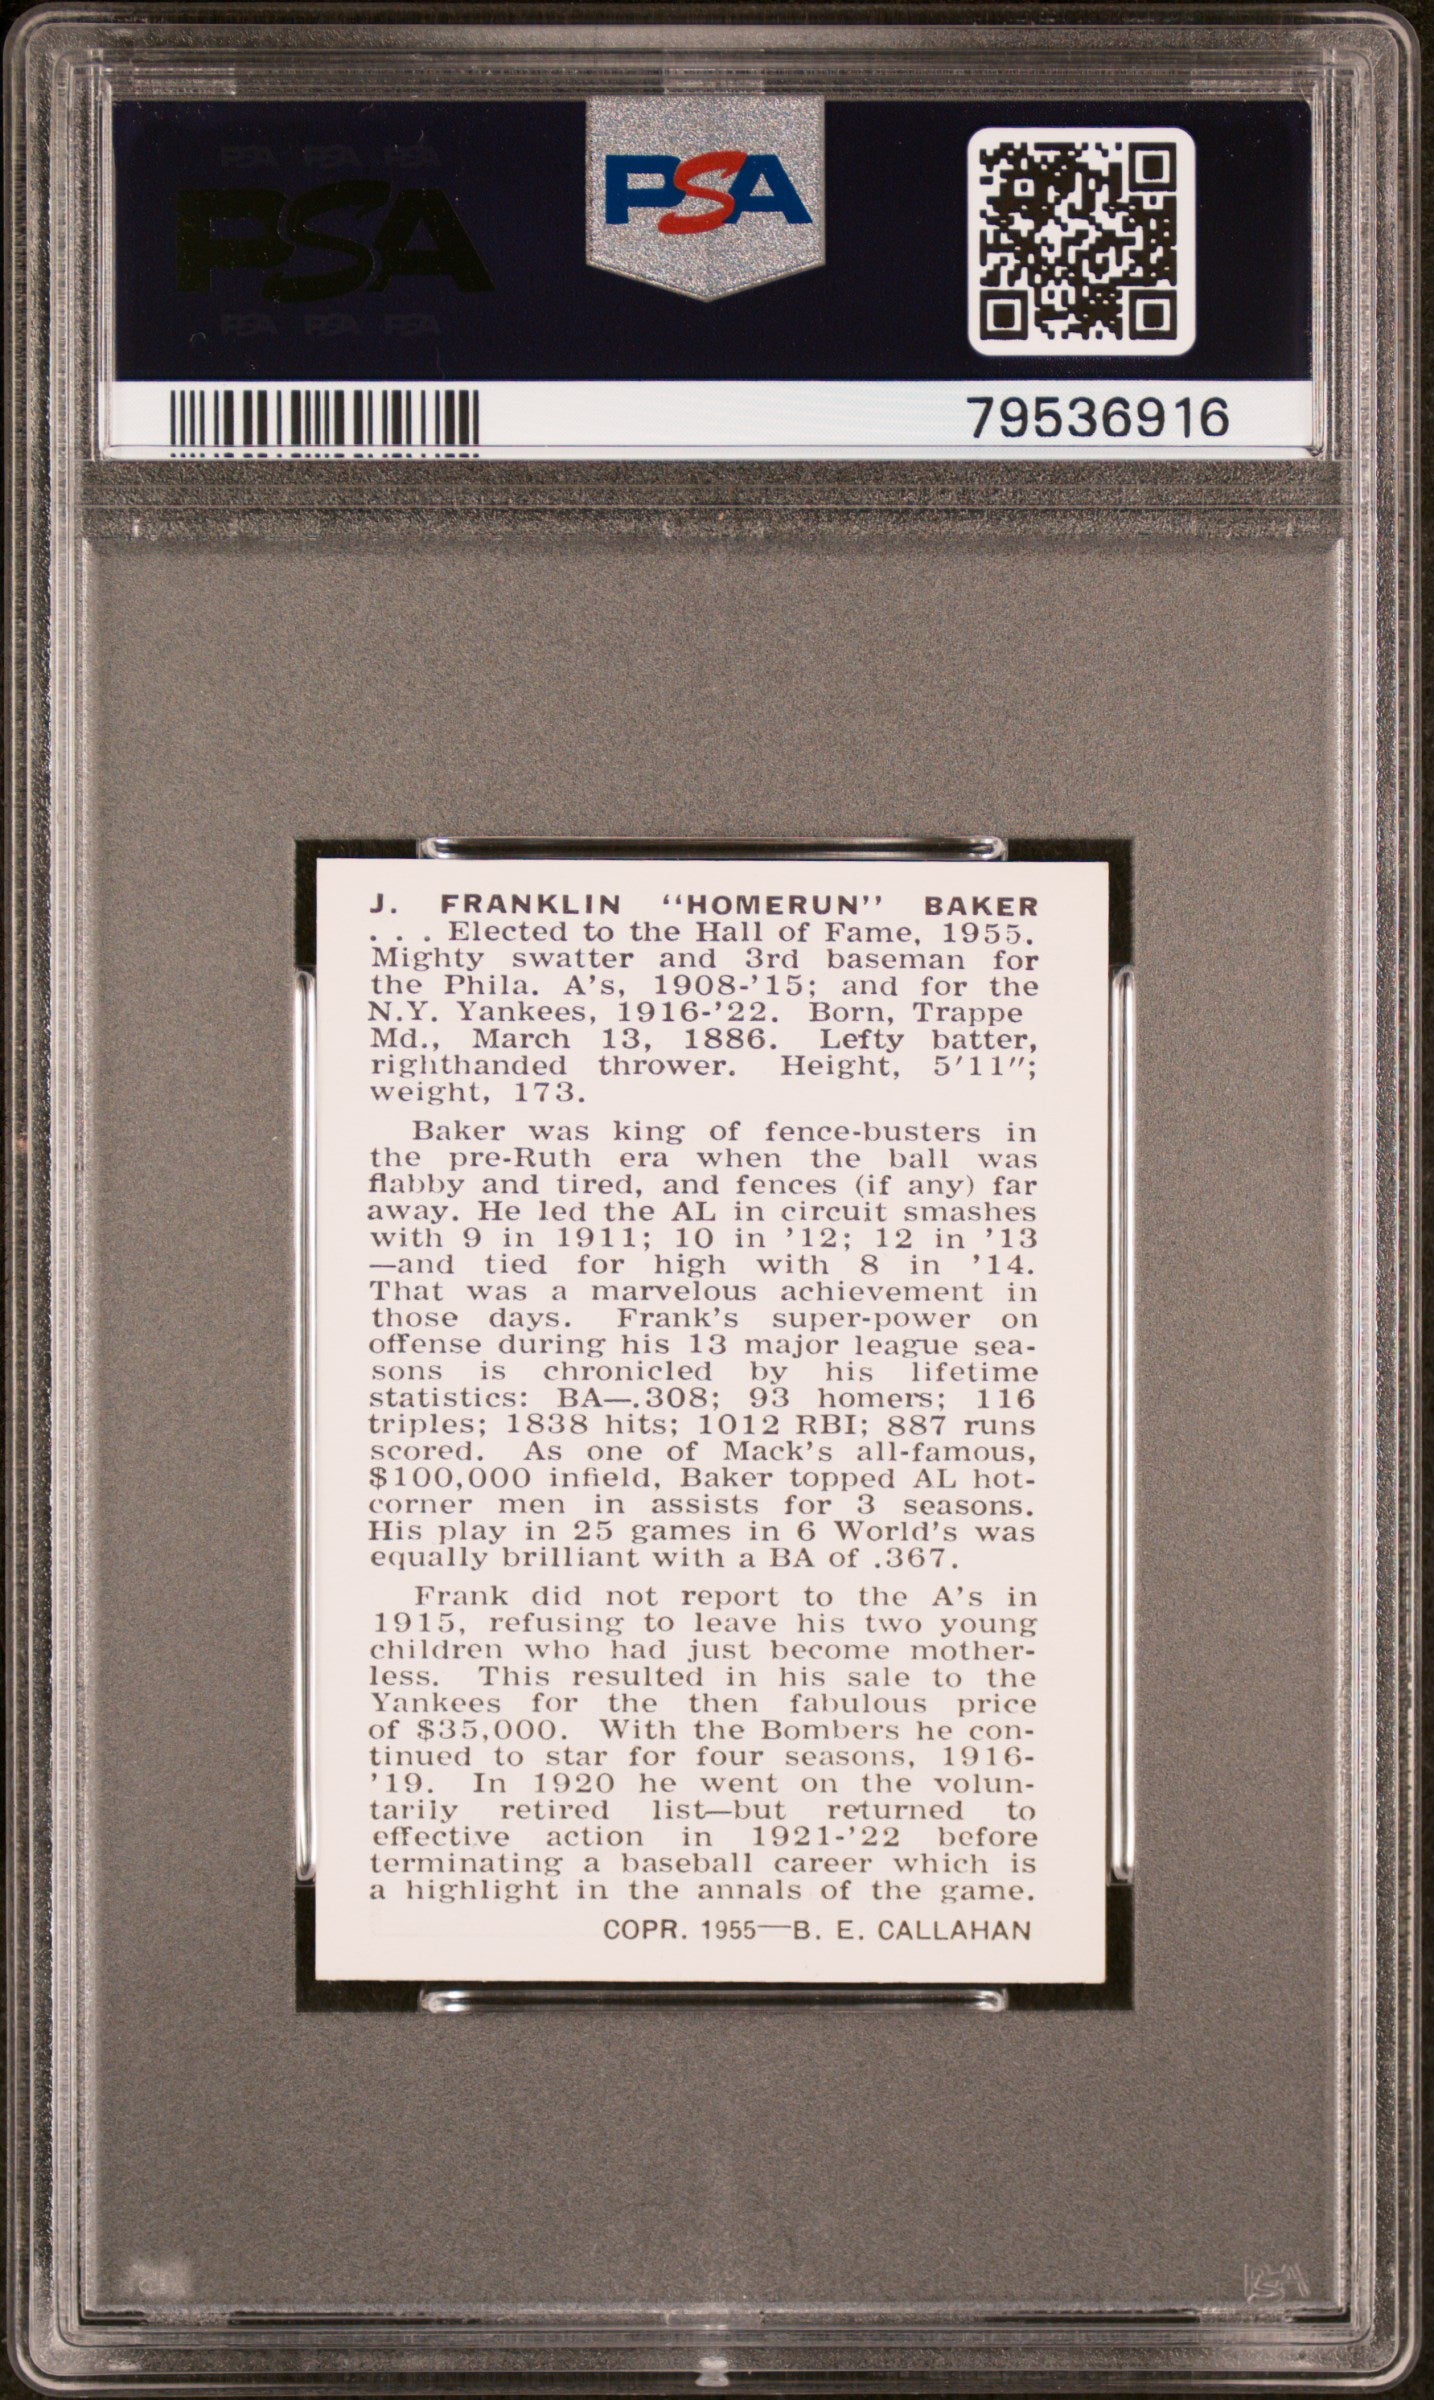 PSA PSA PSA
PSA
PSA PSA PSA
PSA
79536916
J. FRANKLIN "HOMERUN" BAKER
. . . Elected to the Hall of Fame, 1955.
Mighty swatter and 3rd baseman for
the Phila. A's, 1908-'15; and for the
N.Y. Yankees, 1916-'22. Born, Trappe
Md., March 13, 1886. Lefty batter,
righthanded thrower. Height, 5'11";
weight, 173.
Baker was king of fence-busters in
the pre-Ruth era when the ball was
flabby and tired, and fences (if any) far
away. He led the AL in circuit smashes
with 9 in 1911; 10 in '12; 12 in '13
—and tied for high with 8 in '14.
That was a marvelous achievement in
those days. Frank's super-power on
offense during his 13 major league sea-
sons is chronicled by his lifetime
statistics: BA—.308; 93 homers; 116
triples; 1838 hits; 1012 RBI; 887 runs
scored. As one of Mack's all-famous,
$100,000 infield, Baker topped AL hot-
corner men in assists for 3 seasons.
His play in 25 games in 6 World's was
equally brilliant with a BA of .367.
Frank did not report to the A's in
1915, refusing to leave his two young
children who had just become mother-
less. This resulted in his sale to the
Yankees for the then fabulous price
of $35,000. With the Bombers he con-
tinued to star for four seasons, 1916-
'19. In 1920 he went on the volun-
tarily retired list—but returned to
effective action in 1921-'22 before
terminating a baseball career which is
a highlight in the annals of the game.
COPR. 1955—B. E. CALLAHAN
PSA